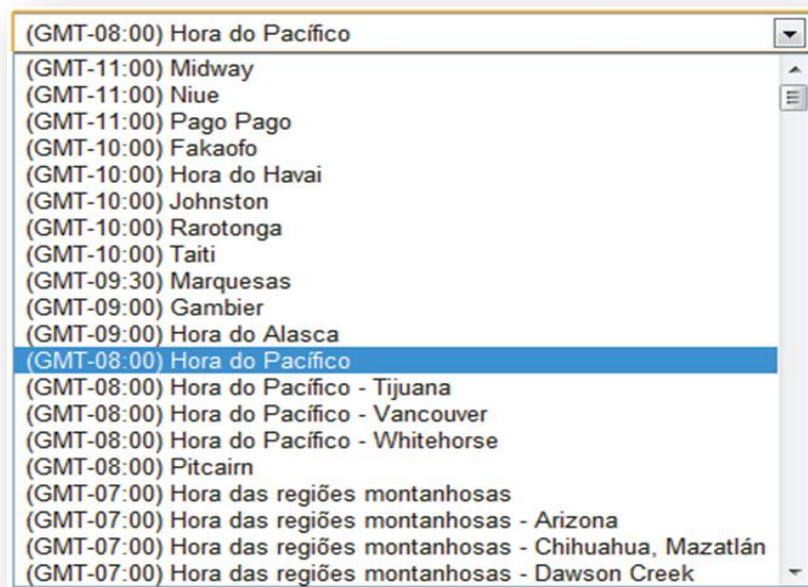 (GMT-08:00) Hora do Pacífico
(GMT-11:00) Midway
(GMT-11:00) Niue
(GMT-11:00) Pago Pago
(GMT-10:00) Fakaofo
(GMT-10:00) Hora do Havai
(GMT-10:00) Johnston
(GMT-10:00) Rarotonga
(GMT-10:00) Taiti
(GMT-09:30) Marquesas
(GMT-09:00) Gambier
(GMT-09:00) Hora do Alasca
(GMT-08:00) Hora do Pacífico
(GMT-08:00) Hora do Pacífico - Tijuana
(GMT-08:00) Hora do Pacífico - Vancouver
(GMT-08:00) Hora do Pacífico - Whitehorse
(GMT-08:00) Pitcairn
(GMT-07:00) Hora das regiões montanhosas
(GMT-07:00) Hora das regiões montanhosas - Arizona
(GMT-07:00) Hora das regiões montanhosas - Chihuahua, Mazatlán
(GMT-07:00) Hora das regiões montanhosas - Dawson Creek